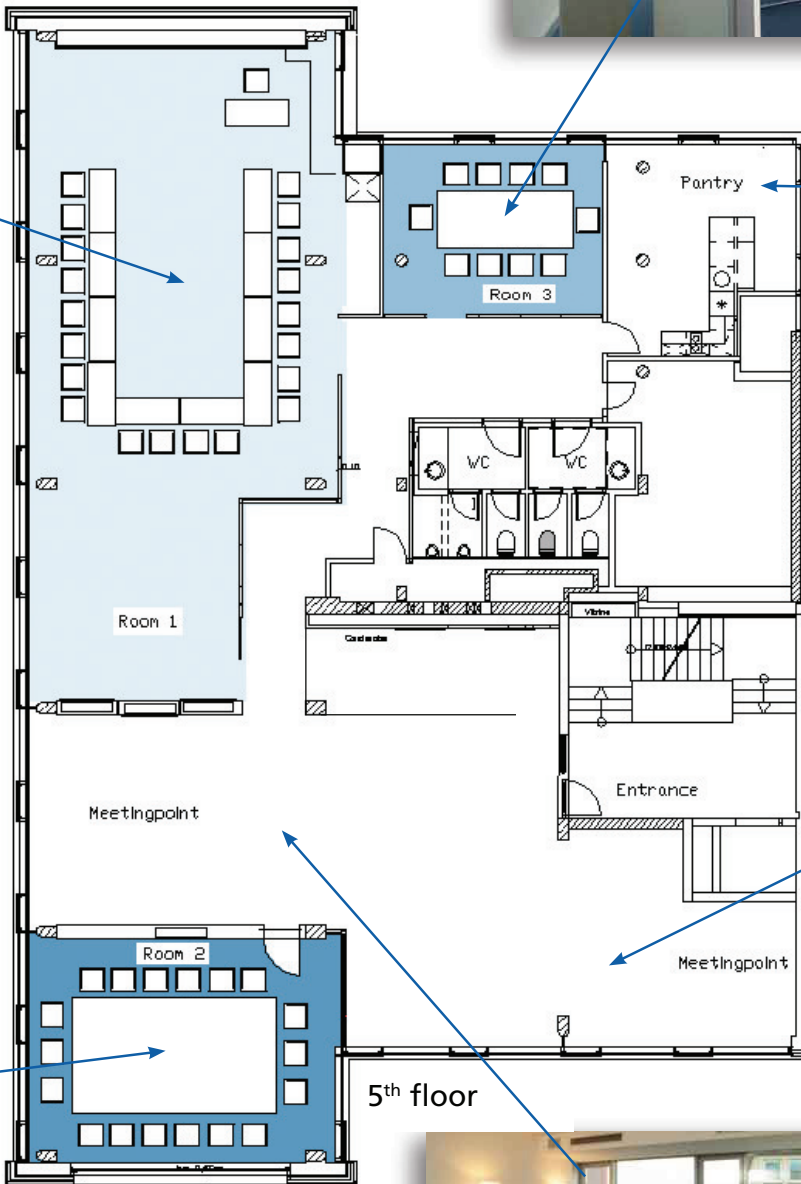 Pantry
Room 3
WC
WC
Room 1
Vitrine
Entrance
Meetingpoint
Room 2
Meetingpoint
5th floor